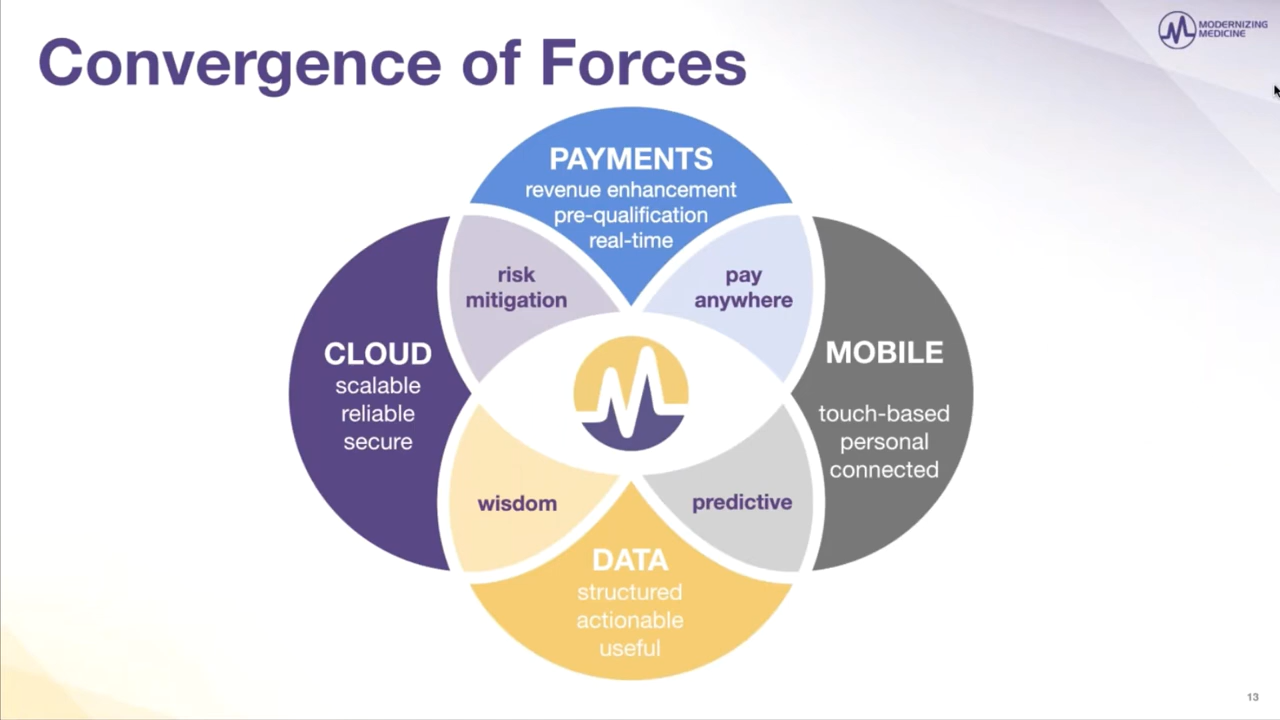 Convergence of Forces
MODERNIZING
MEDICINE
PAYMENTS
revenue enhancement
pre-qualification
real-time
risk
mitigation
pay
anywhere
CLOUD
scalable
reliable
secure
MOBILE
touch-based
personal
connected
wisdom
predictive
DATA
structured
actionable
useful
13